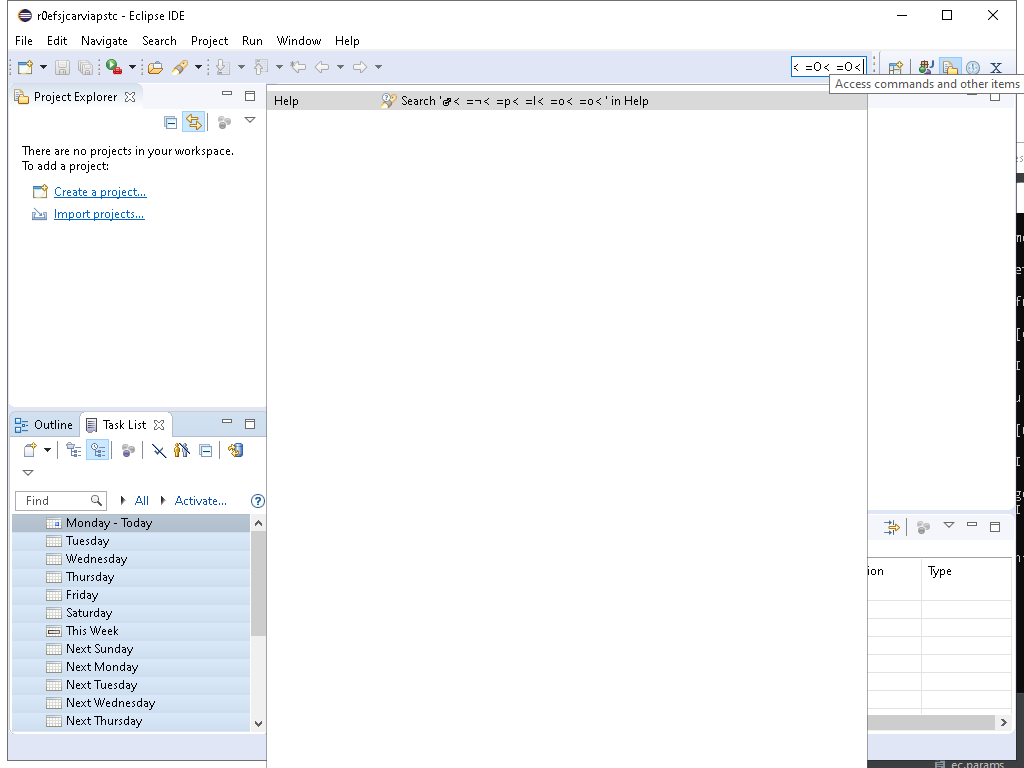 r0efsjcarviapstc - Eclipse IDE
File Edit Navigate Search Project Run Window Help
< =O< =O<
Access commands and other items
Project Explorer
Help
in Help
There are no projects in your workspace.
To add a project:
Create a project...
Import projects...
Outline
Task List
Find
All
Activate...
Monday - Today
Tuesday
Wednesday
Thursday
Friday
Saturday
This Week
Next Sunday
Next Monday
Next Tuesday
Next Wednesday
Next Thursday
ion
Type
ec.params